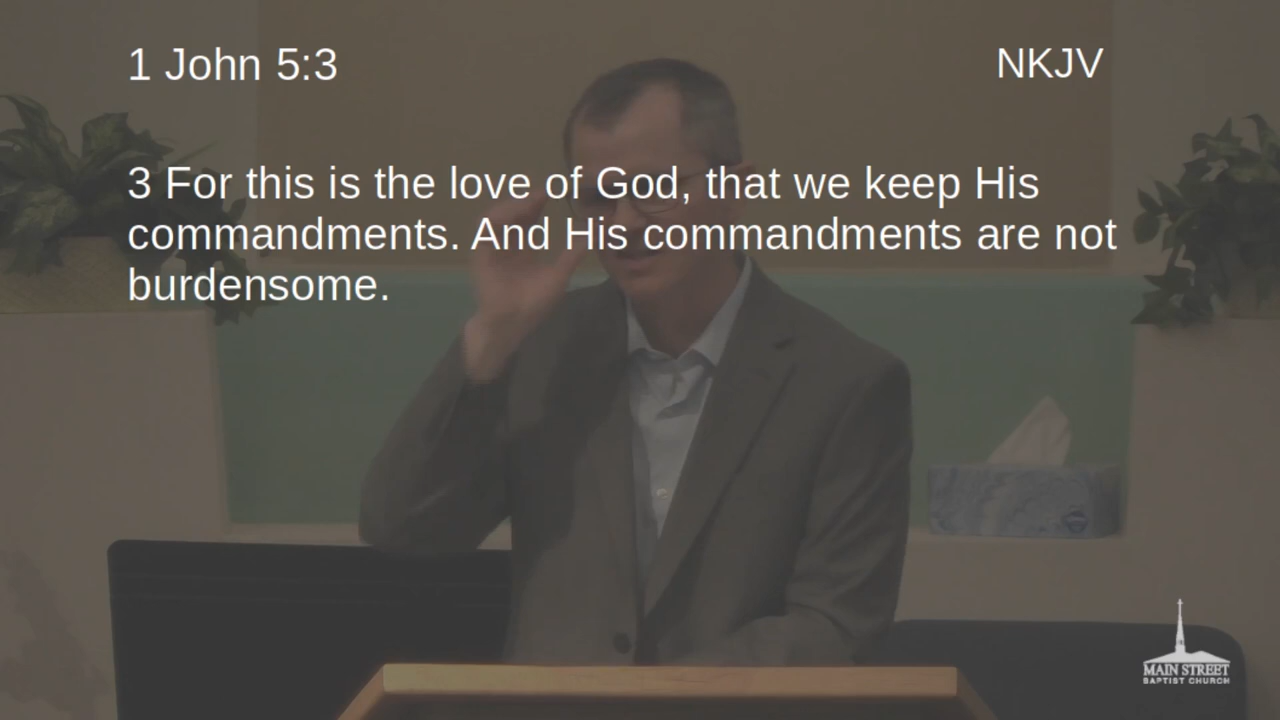 1 John 5:3 NKJV
3 For this is the love of God, that we keep His
commandments. And His commandments are not
burdensome.
MAIN STREET
BAPTIST CHURCH